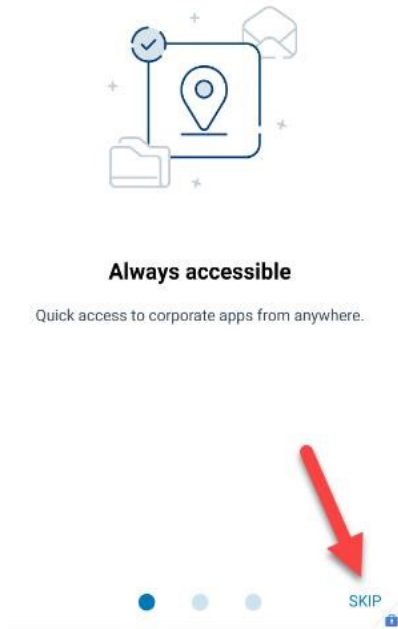 Always accessible
Quick access to corporate apps from anywhere.
SKIP